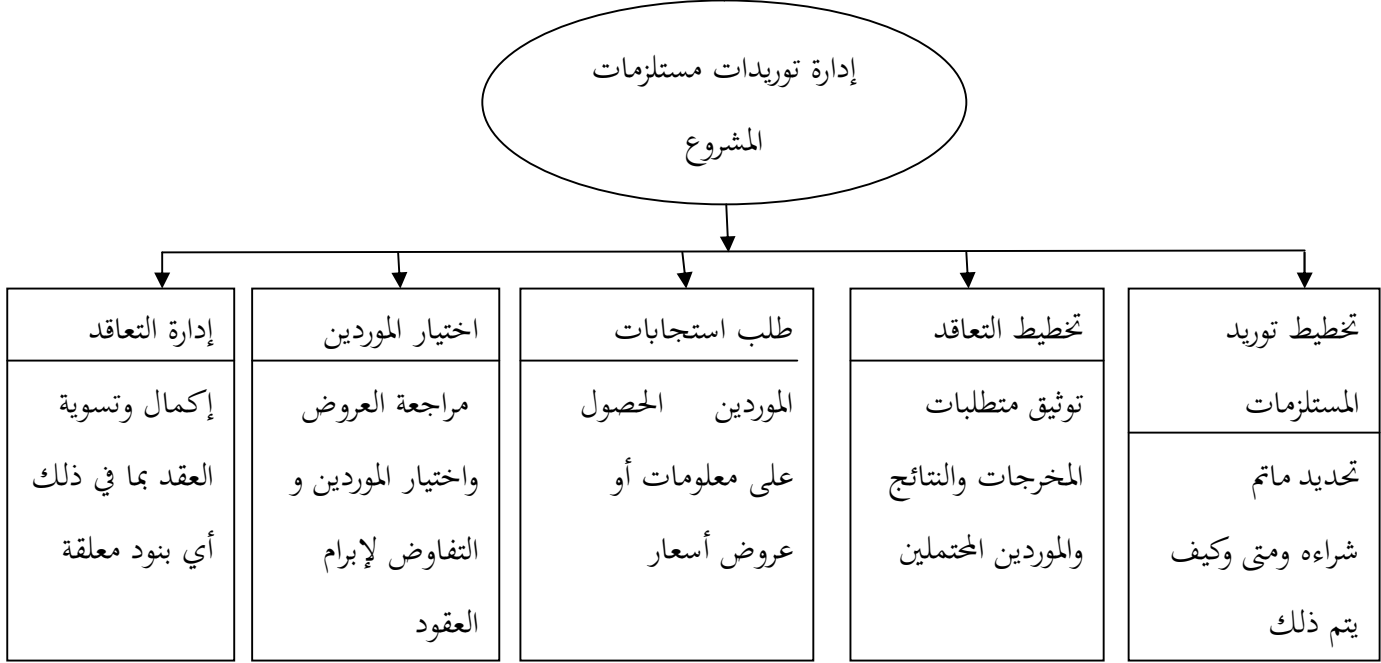 إدارة توريدات مستلزمات
المشروع
تخطيط توريد
المستلزمات
تحديد ماتم
شراءه ومتى وكيف
يتم ذلك
تخطيط التعاقد
توثيق متطلبات
المخرجات والنتائج
والموردين المحتملين
طلب استجابات
الموردين الحصول
على معلومات أو
عروض أسعار
اختيار الموردين
مراجعة العروض
واختيار الموردين و
التفاوض لإبرام
العقود
إدارة التعاقد
إكمال وتسوية
العقد بما في ذلك
أي بنود معلقة